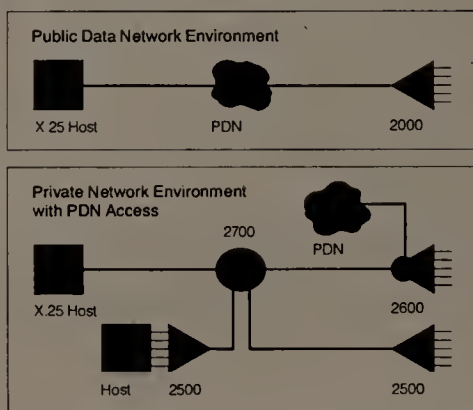 Public Data Network Environment
X 25 Host
PDN
2000
Private Network Environment
with PDN Access
2700
PDN
X.25 Host
2600
Host
2500
2500